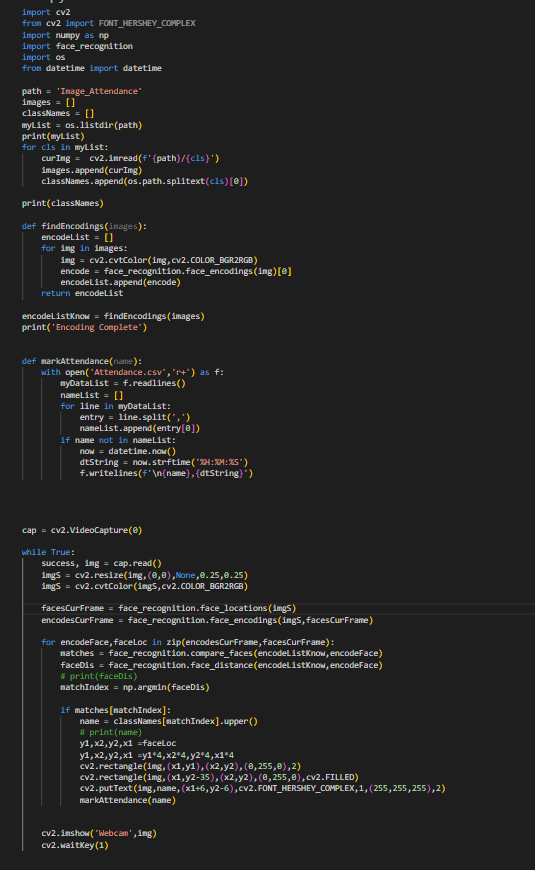 import cv2
from cv2 import FONT_HERSHEY_COMPLEX
import numpy as np
import face_recognition
import os
from datetime import datetime

path = 'Image_Attendance'
images = []
classNames = []
myList = os.listdir(path)
print(myList)
for cls in myList:
    curImg =  cv2.imread(f'{path}/{cls}')
    images.append(curImg)
    classNames.append(os.path.splitext(cls)[0])

print(classNames)

def findEncodings(images):
    encodeList = []
    for img in images:
        img = cv2.cvtColor(img,cv2.COLOR_BGR2RGB)
        encode = face_recognition.face_encodings(img)[0]
        encodeList.append(encode)
    return encodeList

encodeListKnow = findEncodings(images)
print('Encoding Complete')


def markAttendance(name):
    with open('Attendance.csv','r+') as f:
        myDataList = f.readlines()
        nameList = []
        for line in myDataList:
            entry = line.split(',')
            nameList.append(entry[0])
        if name not in nameList:
            now = datetime.now()
            dtString = now.strftime('%H:%M:%S')
            f.writelines(f'\n{name},{dtString}')




cap = cv2.VideoCapture(0)

while True:
    success, img = cap.read()
    imgS = cv2.resize(img,(0,0),None,0.25,0.25)
    imgS = cv2.cvtColor(imgS,cv2.COLOR_BGR2RGB)

    facesCurFrame = face_recognition.face_locations(imgS)
    encodesCurFrame = face_recognition.face_encodings(imgS,facesCurFrame)

    for encodeFace,faceLoc in zip(encodesCurFrame,facesCurFrame):
        matches = face_recognition.compare_faces(encodeListKnow,encodeFace)
        faceDis = face_recognition.face_distance(encodeListKnow,encodeFace)
        # print(faceDis)
        matchIndex = np.argmin(faceDis)

        if matches[matchIndex]:
            name = classNames[matchIndex].upper()
            # print(name)
            y1,x2,y2,x1 =faceLoc
            y1,x2,y2,x1 =y1*4,x2*4,y2*4,x1*4
            cv2.rectangle(img,(x1,y1),(x2,y2),(0,255,0),2)
            cv2.rectangle(img,(x1,y2-35),(x2,y2),(0,255,0),cv2.FILLED)
            cv2.putText(img,name,(x1+6,y2-6),cv2.FONT_HERSHEY_COMPLEX,1,(255,255,255),2)
            markAttendance(name)


    cv2.imshow('Webcam',img)
    cv2.waitKey(1)